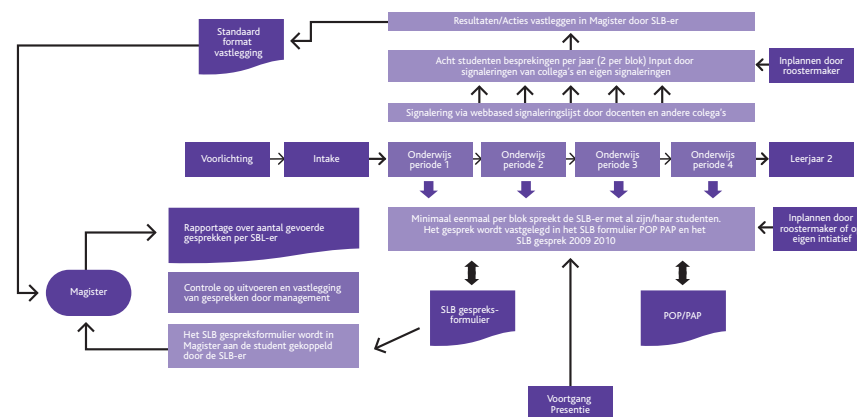 Resultaten/Acties vastleggen in Magister door SLB-er
Standaard
format
vastlegging
Acht studenten besprekingen per jaar (2 per blok) Input door
signaleringen van collega's en eigen signaleringen
Inplannen door
roostermaker
Signalering via webbased signaleringslijst door docenten en andere colega's
Voorlichting
Intake
Onderwijs
periode 1
Onderwijs
periode 2
Onderwijs
periode 3
Onderwijs
periode 4
Leerjaar 2
Rapportage over aantal gevoerde
gesprekken per SBL-er
Minimaal eenmaal per blok spreekt de SLB-er met al zijn/haar studenten.
Het gesprek wordt vastgelegd in het SLB formulier POP PAP en het
SLB gesprek 2009 2010
Inplannen door
roostermaker of o
eigen intiatief
Magister
Controle op uitvoeren en vastlegging
van gesprekken door management
SLB gespreks-
formulier
POP/PAP
Het SLB gespreksformulier wordt in
Magister aan de student gekoppeld
door de SLB-er
Voortgang
Presentie